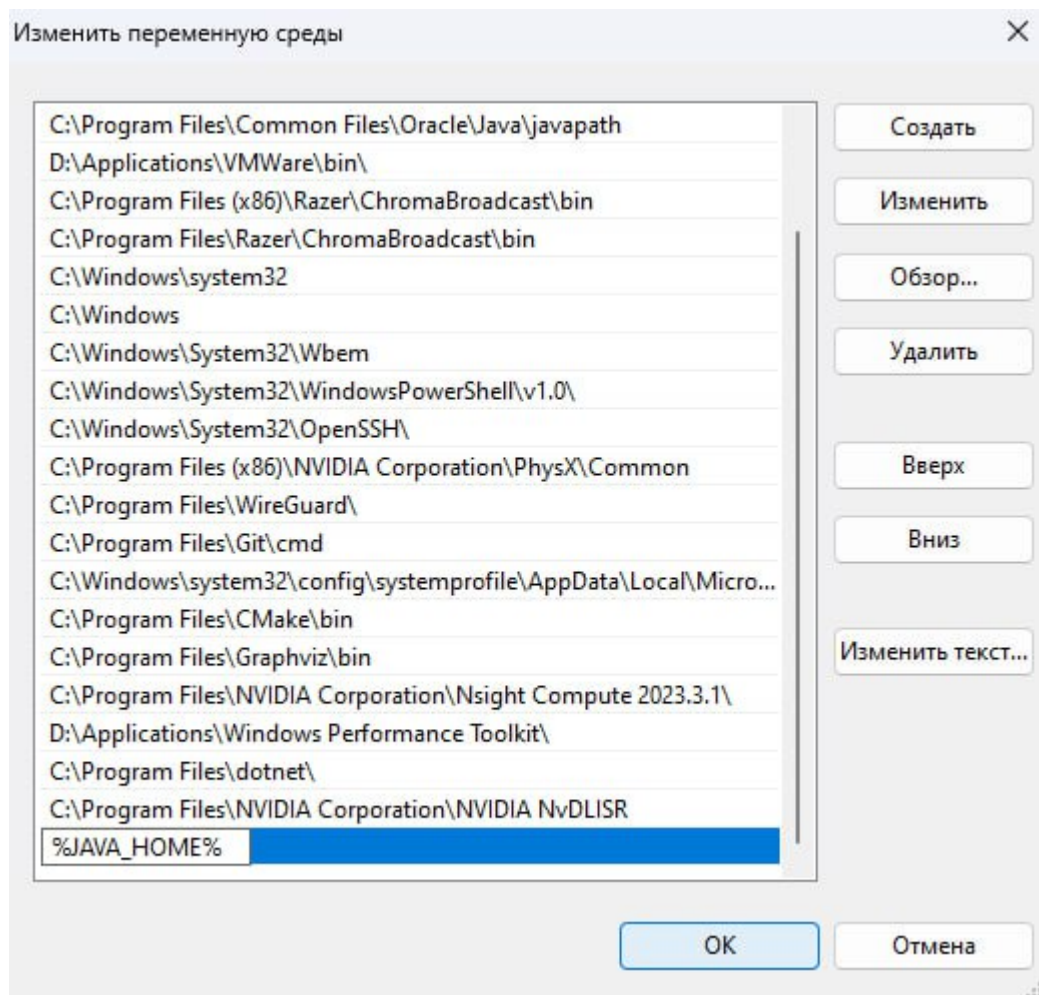 Изменить переменную среды
C:\Program Files\Common Files\Oracle\Java\javapath
D:\Applications\VMWare\bin\
C:\Program Files (x86)\Razer\ChromaBroadcast\bin
C:\Program Files\Razer\ChromaBroadcast\bin
C:\Windows\system32
C:\Windows
C:\Windows\System32\Wbem
C:\Windows\System32\WindowsPowerShell\v1.0\
C:\Windows\System32\OpenSSH\
C:\Program Files (x86)\NVIDIA Corporation\PhysX\Common
C:\Program Files\WireGuard\
C:\Program Files\Git\cmd
C:\Windows\system32\config\systemprofile\AppData\Local\Micro...
C:\Program Files\CMake\bin
C:\Program Files\Graphviz\bin
C:\Program Files\NVIDIA Corporation\Nsight Compute 2023.3.1\
D:\Applications\Windows Performance Toolkit\
C:\Program Files\dotnet\
C:\Program Files\NVIDIA Corporation\NVIDIA NvDLISR
%JAVA_HOME%
Создать
Изменить
Обзор...
Удалить
Вверх
Вниз
Изменить текст...
ОК
Отмена